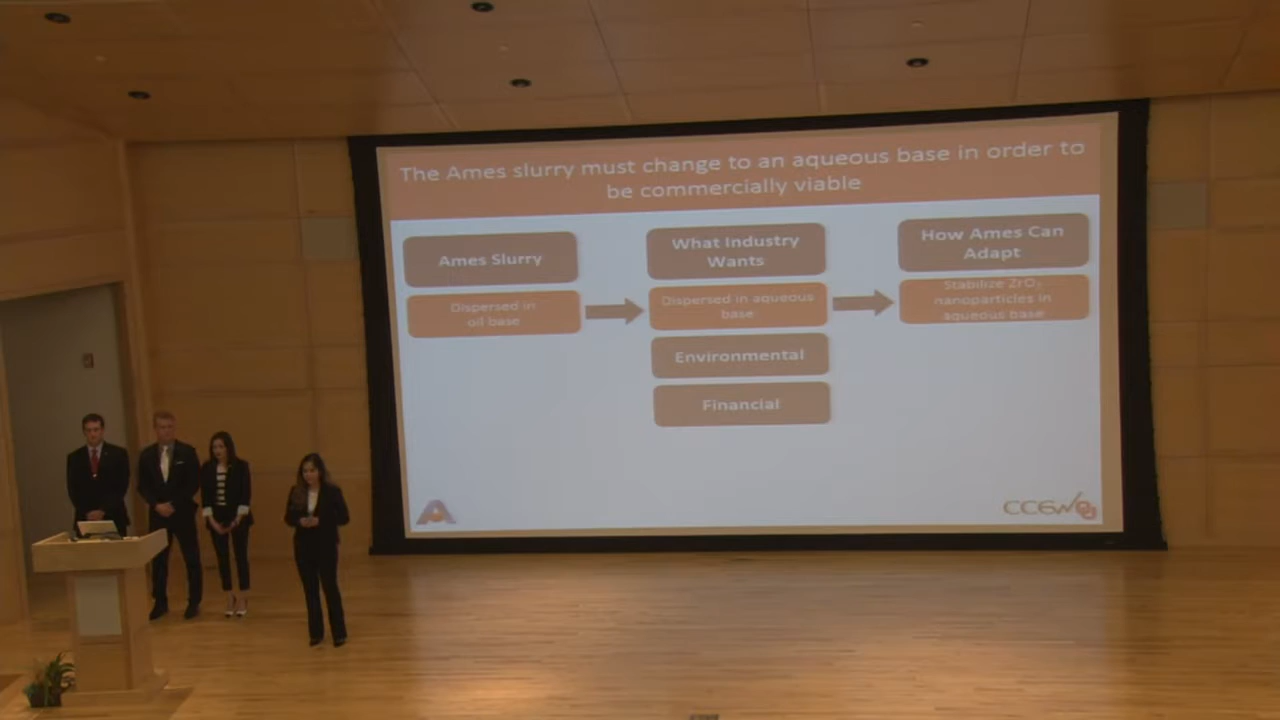 The Ames slurry must change to an aqueous base in order to
be commercially viable
Ames Slurry
Dispersed in
oil base
What Industry
Wants
Dispersed in aqueous
base
Environmental
Financial
How Ames Can
Adapt
Stabilize ZrO₂
nanoparticles in
aqueous base
CCEW
OU